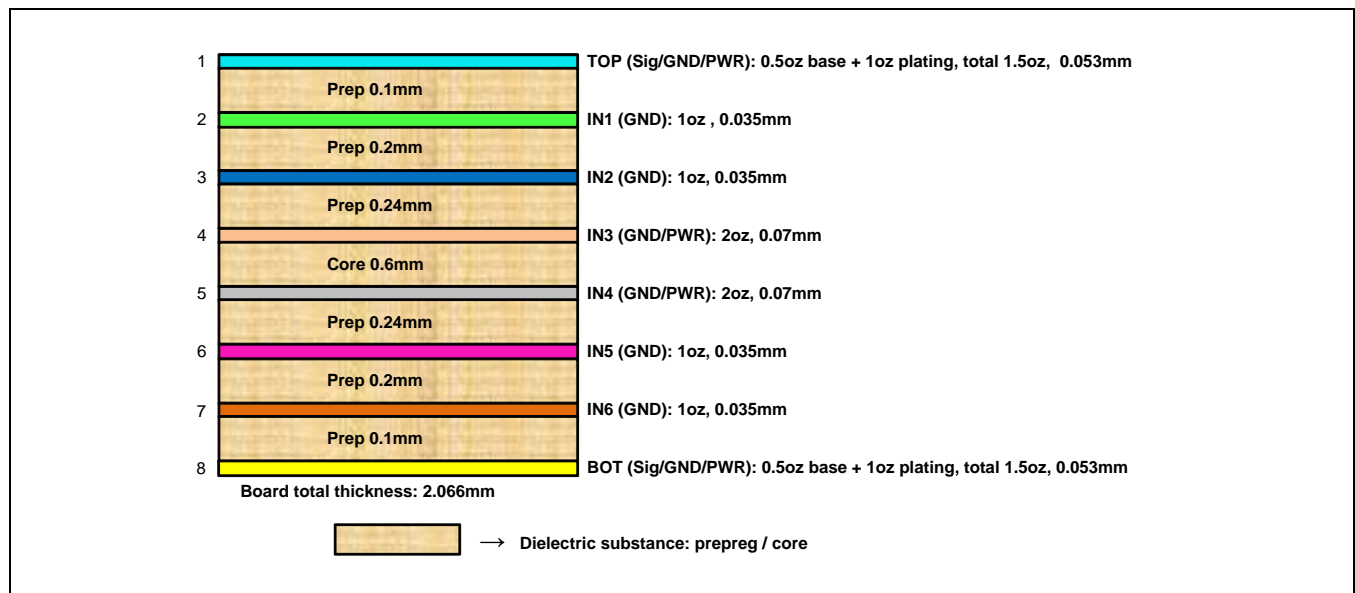 1 TOP (Sig/GND/PWR): 0.5oz base + 1oz plating, total 1.5oz, 0.053mm
Prep 0.1mm
2 IN1 (GND): 1oz , 0.035mm
Prep 0.2mm
3 IN2 (GND): 1oz, 0.035mm
Prep 0.24mm
4 IN3 (GND/PWR): 2oz, 0.07mm
Core 0.6mm
5 IN4 (GND/PWR): 2oz, 0.07mm
Prep 0.24mm
6 IN5 (GND): 1oz, 0.035mm
Prep 0.2mm
7 IN6 (GND): 1oz, 0.035mm
Prep 0.1mm
8 BOT (Sig/GND/PWR): 0.5oz base + 1oz plating, total 1.5oz, 0.053mm
Board total thickness: 2.066mm
→ Dielectric substance: prepreg / core